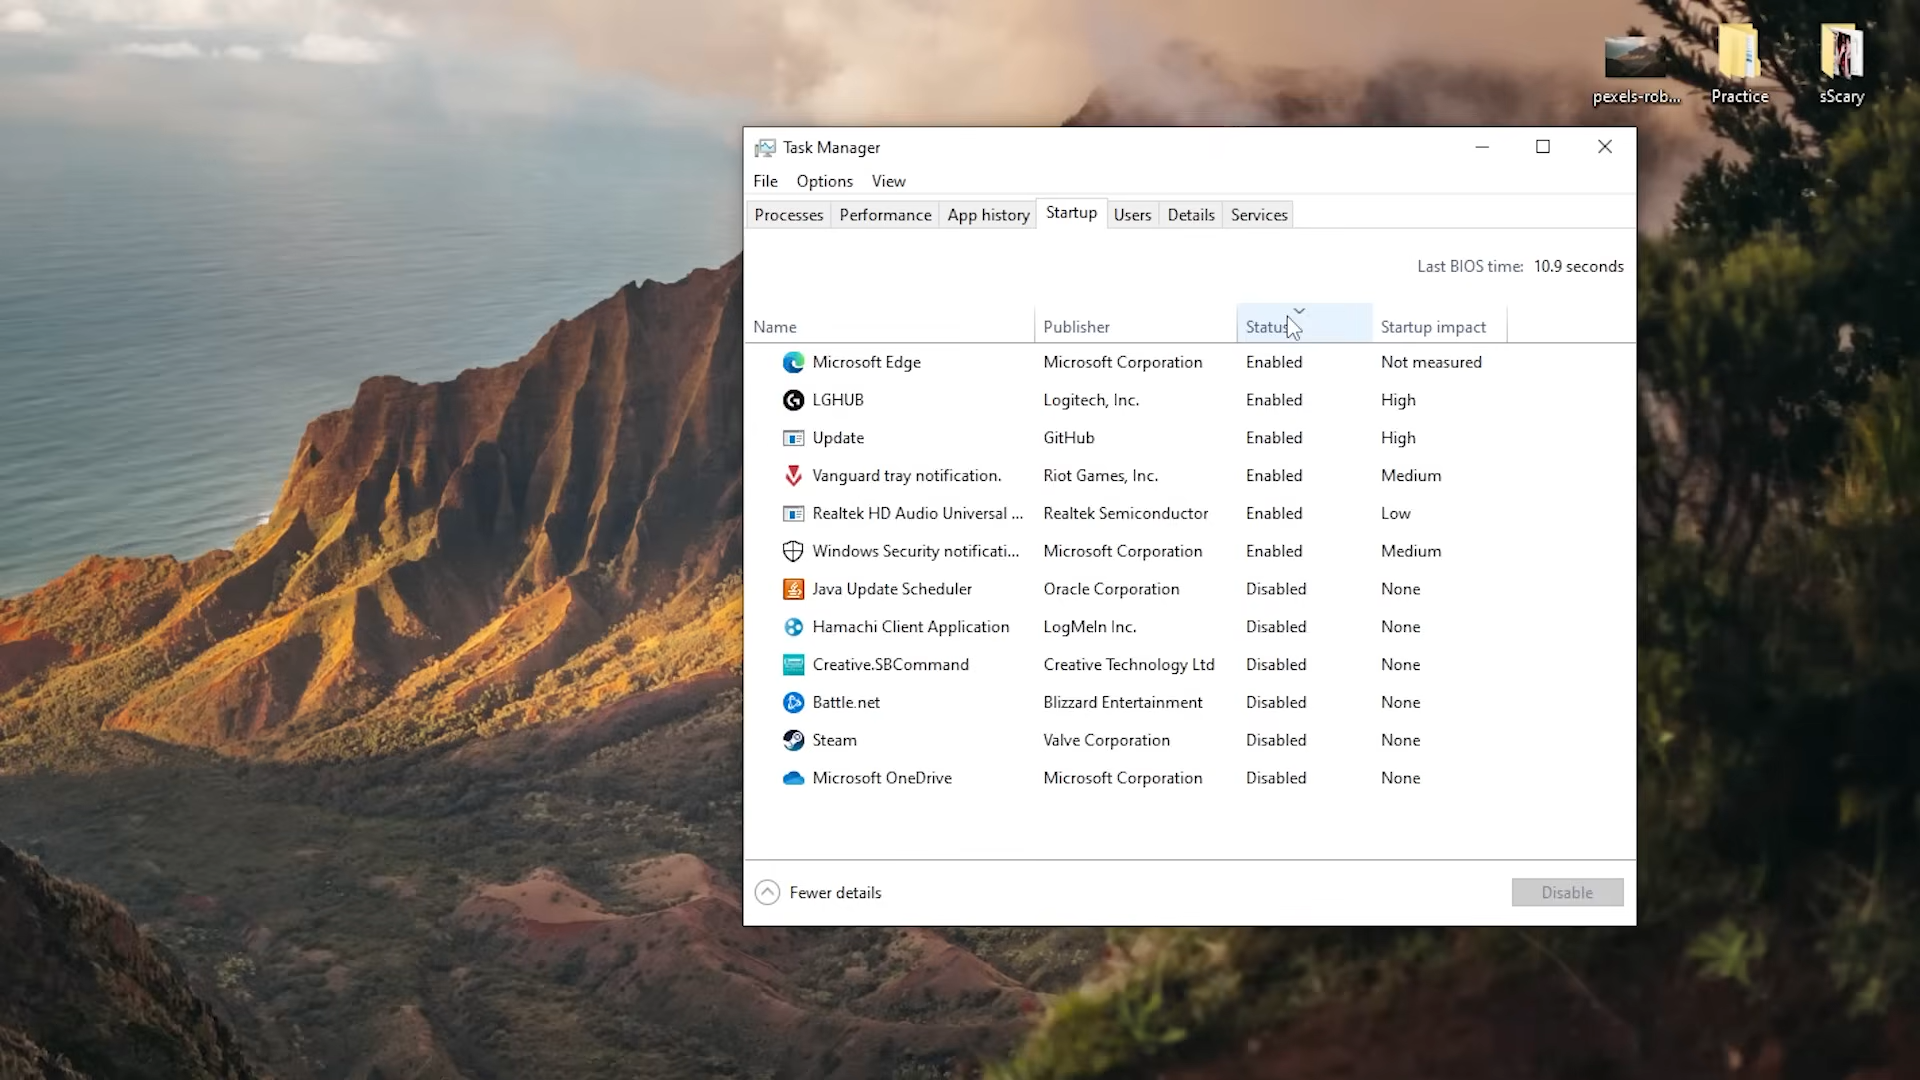 pexels-rob... Practice sScary
Task Manager
File Options View
Processes Performance App history Startup Users Details Services
Last BIOS time: 10.9 seconds
Name Publisher Status Startup impact
Microsoft Edge Microsoft Corporation Enabled Not measured
LGHUB Logitech, Inc. Enabled High
Update GitHub Enabled High
Vanguard tray notification. Riot Games, Inc. Enabled Medium
Realtek HD Audio Universal ... Realtek Semiconductor Enabled Low
Windows Security notificati... Microsoft Corporation Enabled Medium
Java Update Scheduler Oracle Corporation Disabled None
Hamachi Client Application LogMeIn Inc. Disabled None
Creative.SBCommand Creative Technology Ltd Disabled None
Battle.net Blizzard Entertainment Disabled None
Steam Valve Corporation Disabled None
Microsoft OneDrive Microsoft Corporation Disabled None
Fewer details Disable